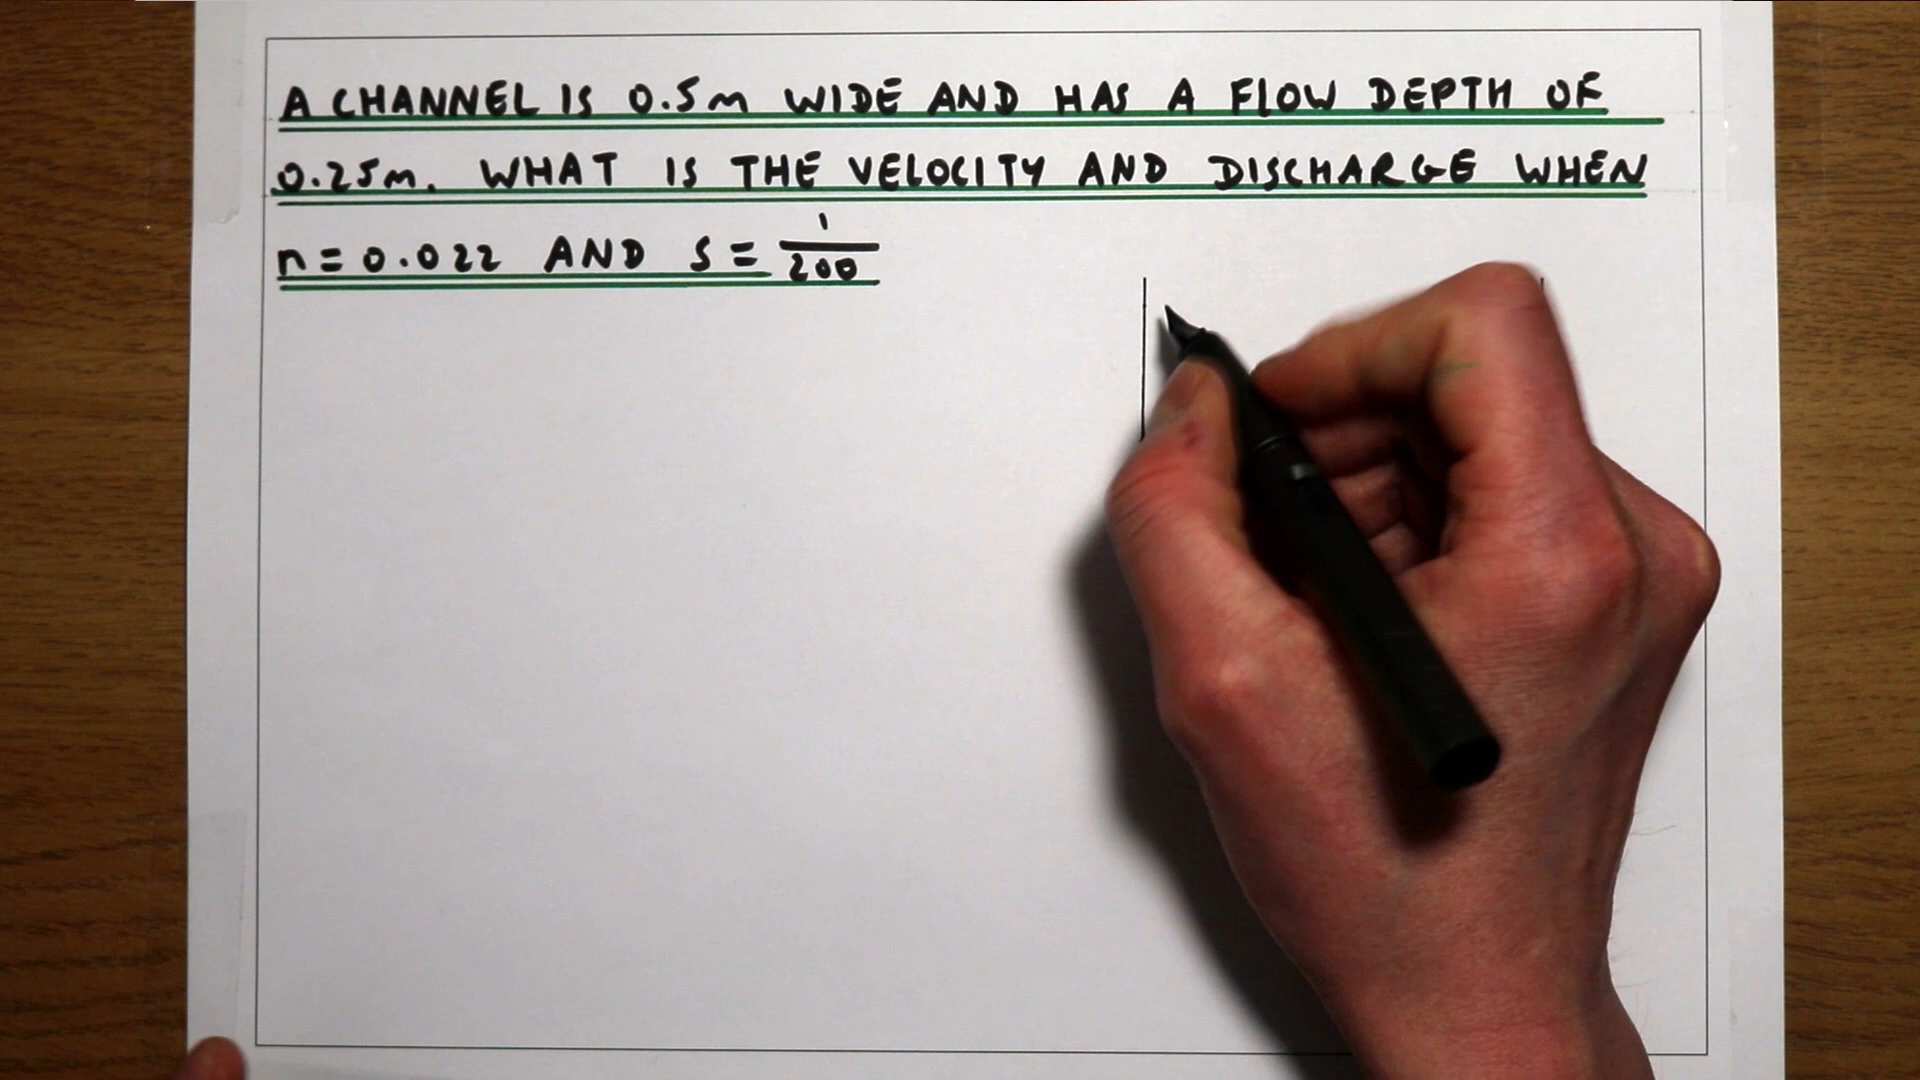 A CHANNEL IS 0.5m WIDE AND HAS A FLOW DEPTH OF
0.25m. WHAT IS THE VELOCITY AND DISCHARGE WHEN
n = 0.022 AND S = 1/200